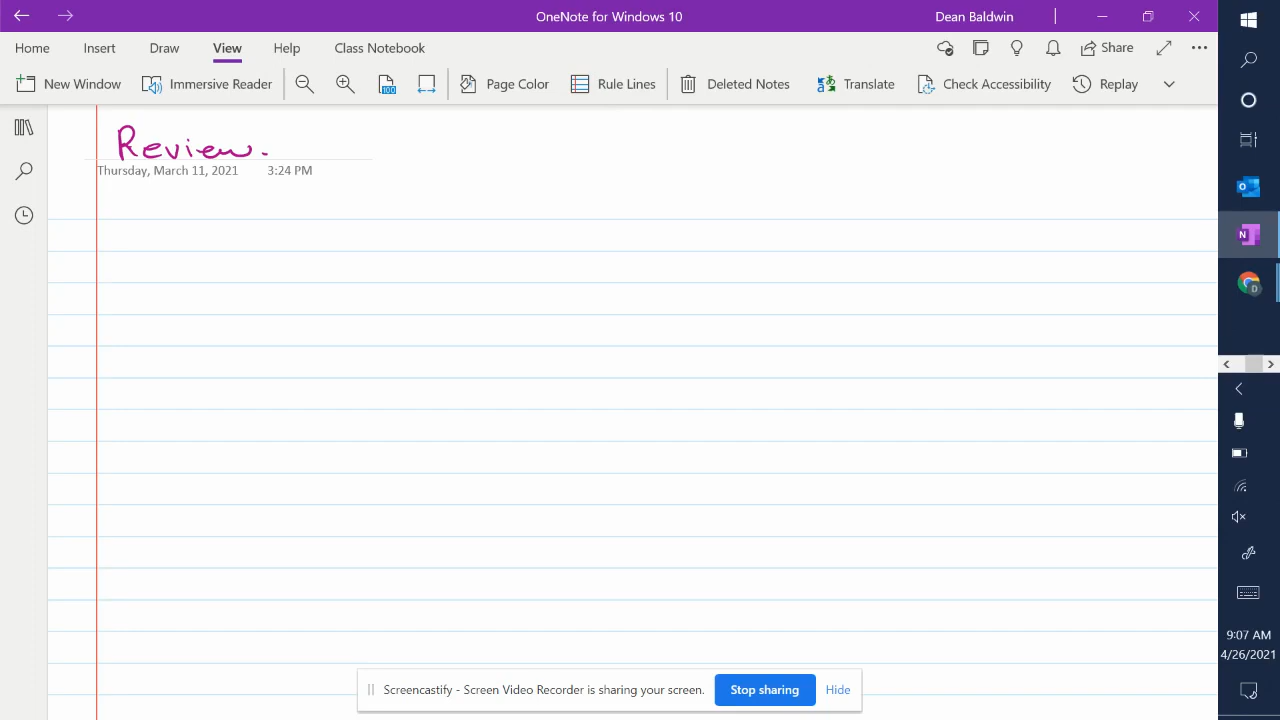 OneNote for Windows 10
Dean Baldwin
Home Insert Draw View Help Class Notebook
Share
New Window Immersive Reader 100 Page Color Rule Lines Deleted Notes Translate Check Accessibility Replay
Review.
Thursday, March 11, 2021 3:24 PM
O
N
D
9:07 AM
4/26/2021
Screencastify - Screen Video Recorder is sharing your screen. Stop sharing Hide